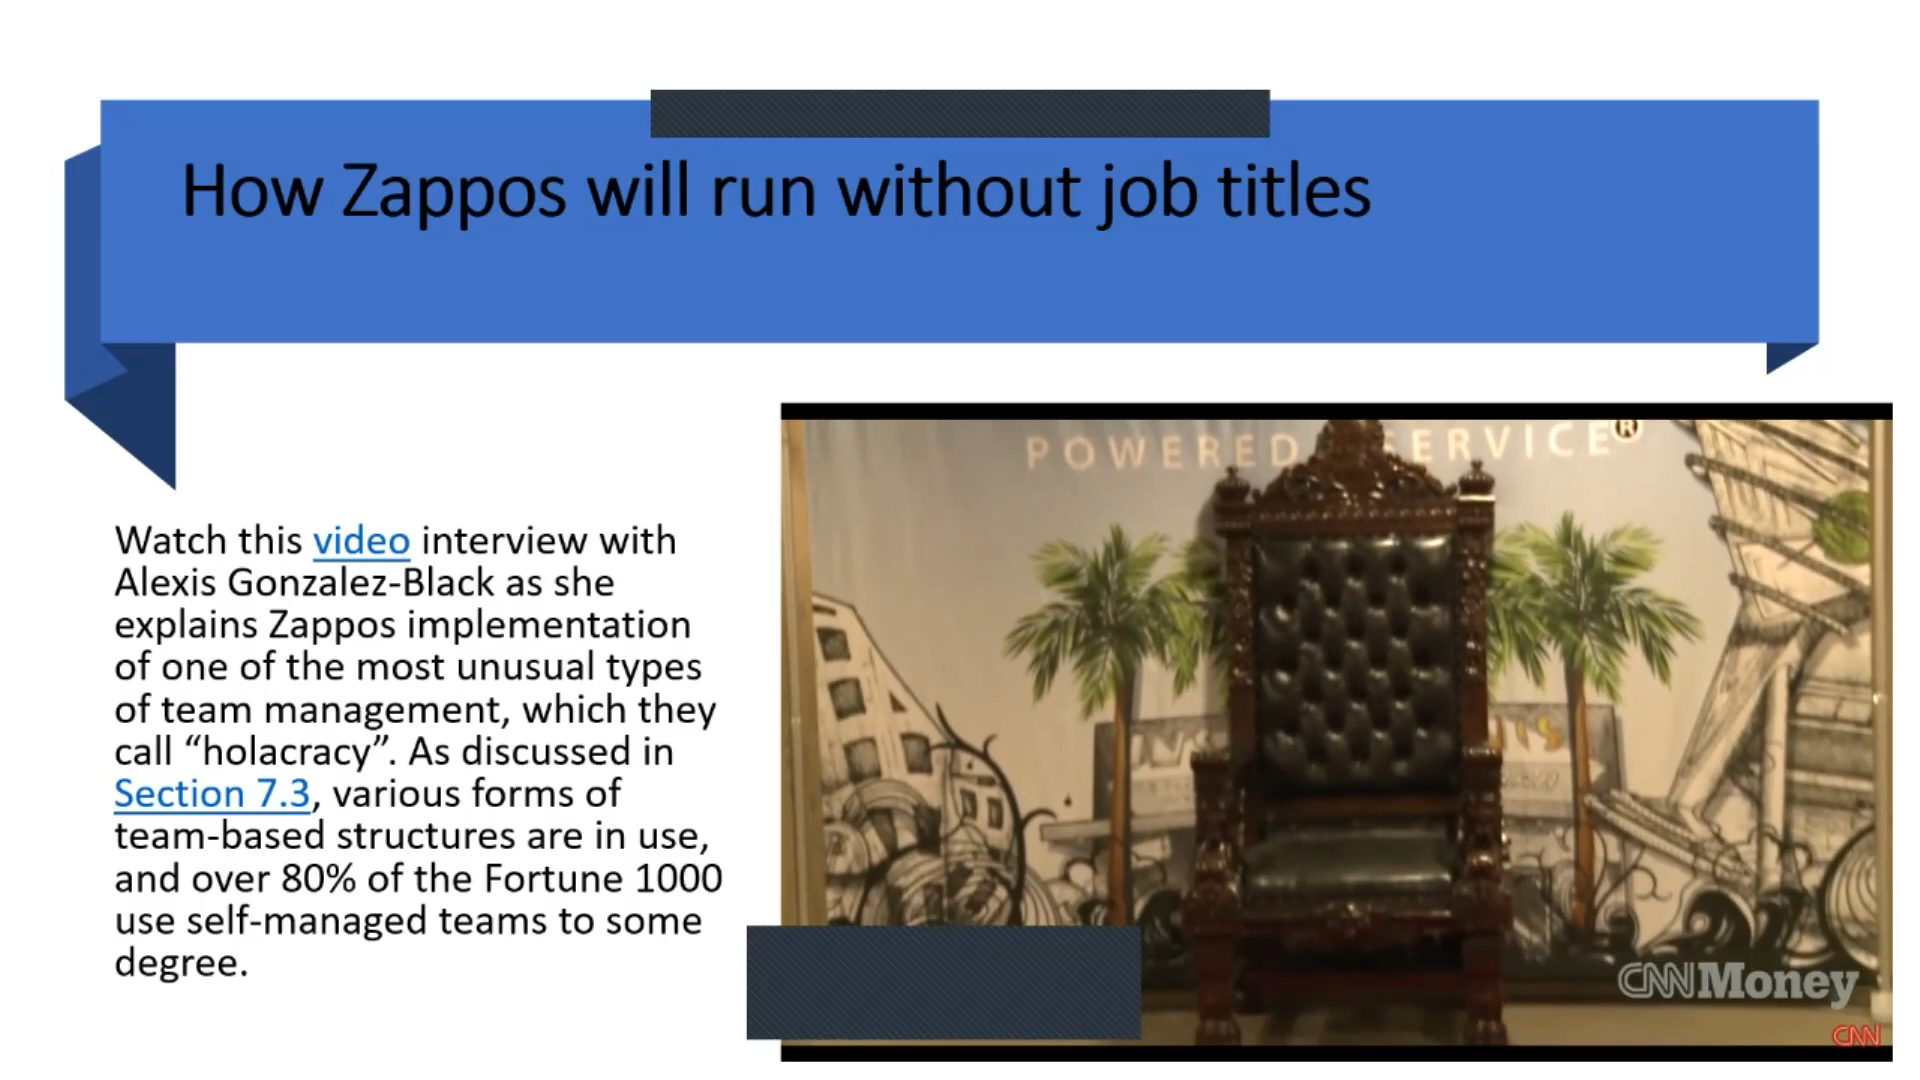 How Zappos will run without job titles
Watch this video interview with
Alexis Gonzalez-Black as she
explains Zappos implementation
of one of the most unusual types
of team management, which they
call “holacracy”. As discussed in
Section 7.3, various forms of
team-based structures are in use,
and over 80% of the Fortune 1000
use self-managed teams to some
degree.
POWERED SERVICE®
CNNMoney
CNN